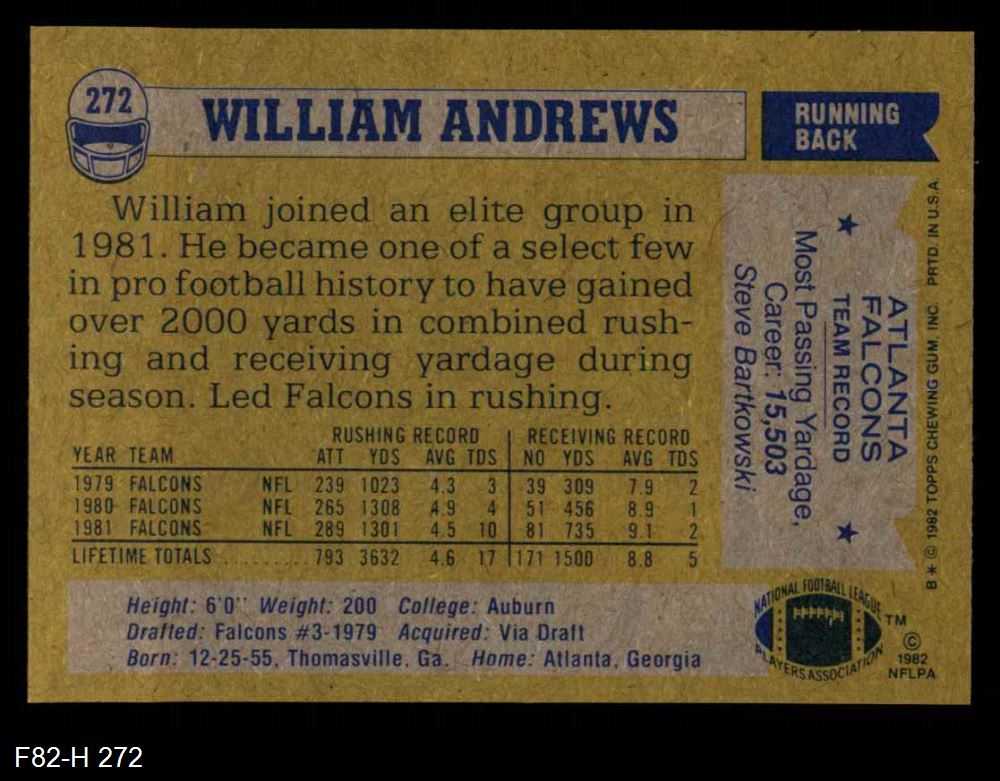 272
WILLIAM ANDREWS
RUNNING
BACK
William joined an elite group in
1981. He became one of a select few
in pro football history to have gained
over 2000 yards in combined rush-
ing and receiving yardage during
season. Led Falcons in rushing.
RUSHING RECORD RECEIVING RECORD
YEAR TEAM ATT YDS AVG TDS NO YDS AVG TDS
1979 FALCONS NFL 239 1023 4.3 3 39 309 7.9 2
1980 FALCONS NFL 265 1308 4.9 4 51 456 8.9 1
1981 FALCONS NFL 289 1301 4.5 10 81 735 9.1 2
LIFETIME TOTALS .......... 793 3632 4.6 17 171 1500 8.8 5
Height: 6'0" Weight: 200 College: Auburn
Drafted: Falcons #3-1979 Acquired: Via Draft
Born: 12-25-55, Thomasville, Ga. Home: Atlanta, Georgia
ATLANTA
FALCONS
TEAM RECORD
Most Passing Yardage,
Career: 15,503
Steve Bartkowski
B * © 1982 TOPPS CHEWING GUM, INC. PRTD. IN U.S.A.
NATIONAL FOOTBALL LEAGUE
PLAYERS ASSOCIATION
TM
©
1982
NFLPA
F82-H 272